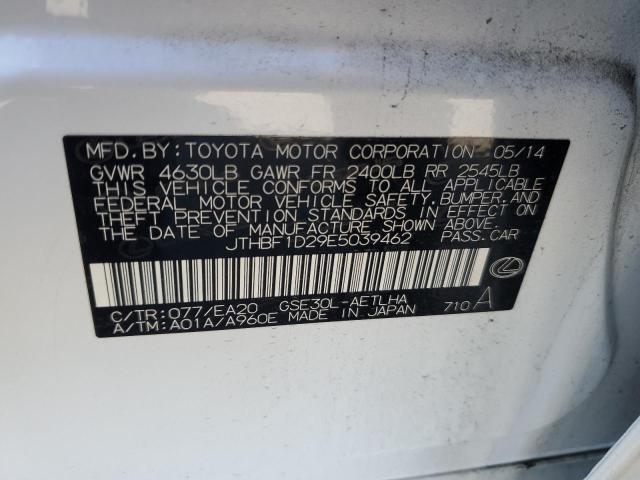 MFD. BY: TOYOTA MOTOR CORPORATION 05/14
GVWR 4630LB GAWR FR 2400LB RR 2545LB
THIS VEHICLE CONFORMS TO ALL APPLICABLE
FEDERAL MOTOR VEHICLE SAFETY, BUMPER, AND
THEFT PREVENTION STANDARDS IN EFFECT ON
THE DATE OF MANUFACTURE SHOWN ABOVE.
JTHBF1D29E5039462 PASS. CAR
C/TR: 077/EA20 GSE30L-AETLHA
A/TM: A01A/A960E MADE IN JAPAN 710 A